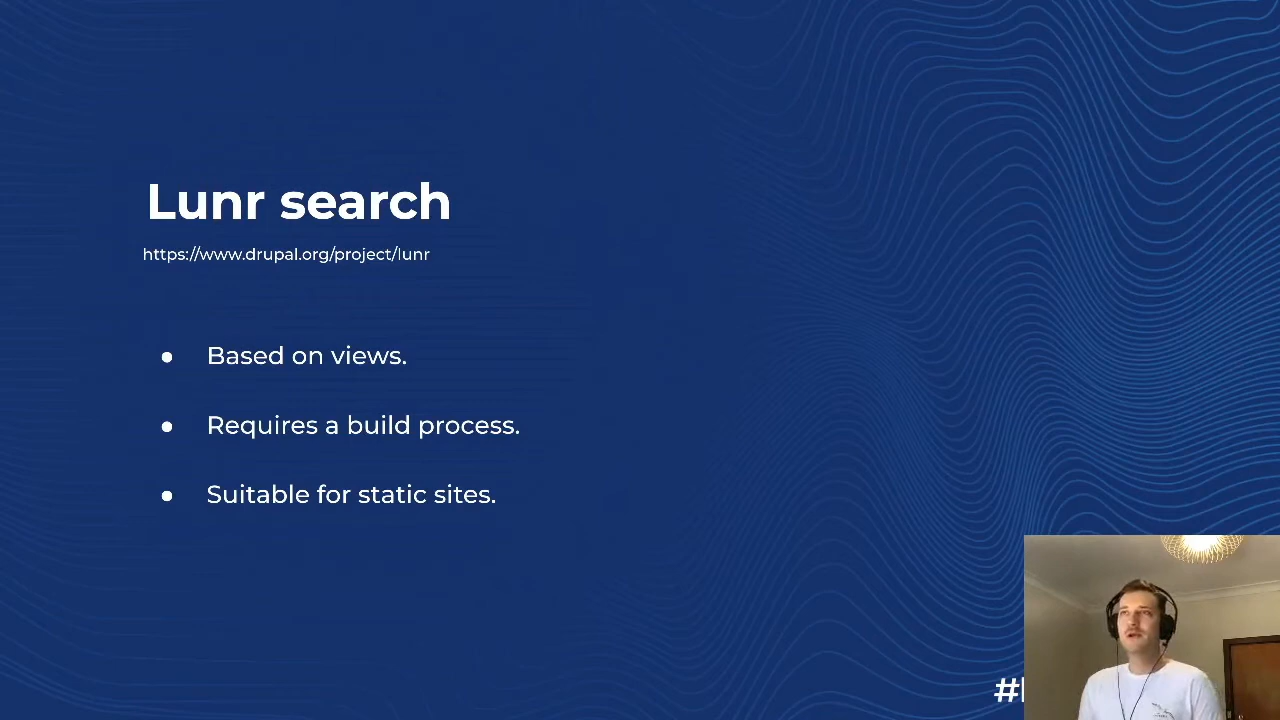 Lunr search
https://www.drupal.org/project/lunr
● Based on views.
● Requires a build process.
● Suitable for static sites.